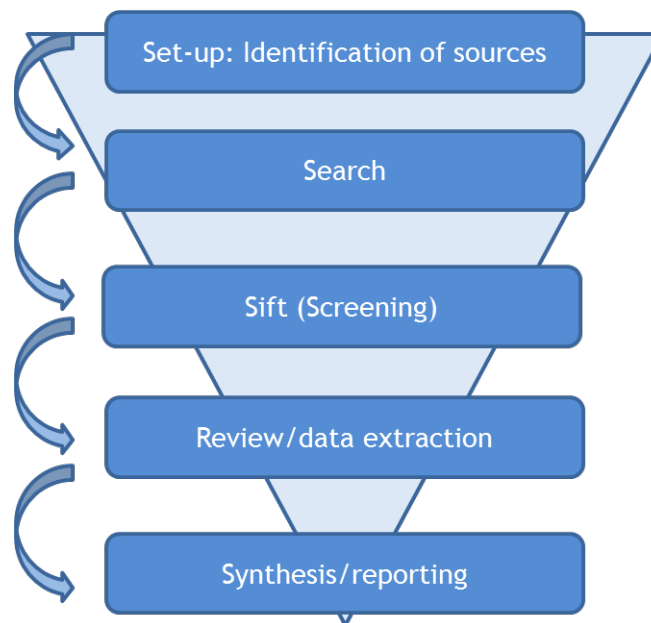 Set-up: Identification of sources
Search
Sift (Screening)
Review/data extraction
Synthesis/reporting